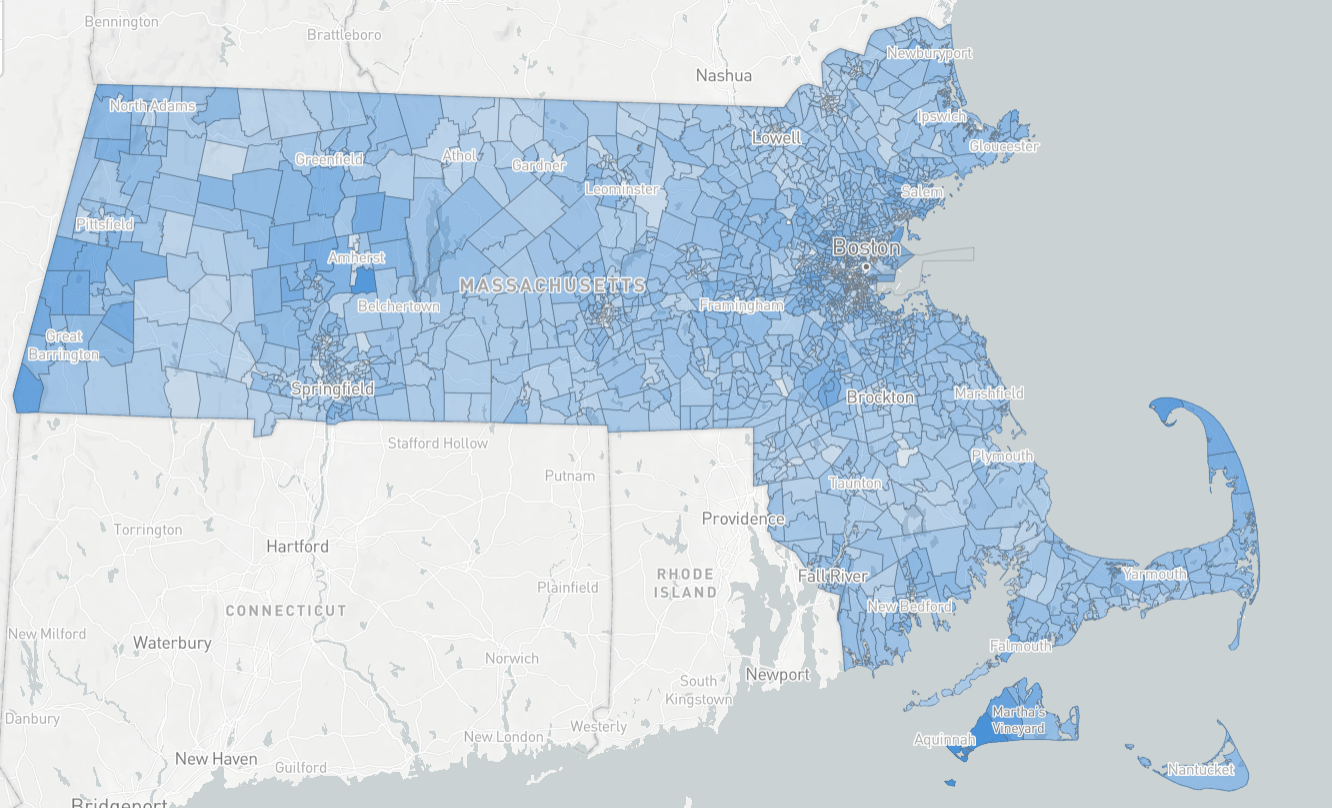 Bennington
Brattleboro
Newburyport
Nashua
North Adams
Ipswich
Lowell
Gloucester
Greenfield
Athol
Gardner
Leominster
Salem
Pittsfield
Boston
Amherst
MASSACHUSETTS
Belchertown
Framingham
Great
Barrington
Springfield
Brockton
Marshfield
Stafford Hollow
Plymouth
Putnam
Taunton
Providence
Torrington
Hartford
RHODE
ISLAND
Fall River
Yarmouth
Plainfield
CONNECTICUT
New Bedford
New Milford
Waterbury
Falmouth
Norwich
Newport
South
Kingstown
Martha's
Vineyard
Danbury
Westerly
New London
Aquinnah
New Haven
Guilford
Nantucket
Bridgeport